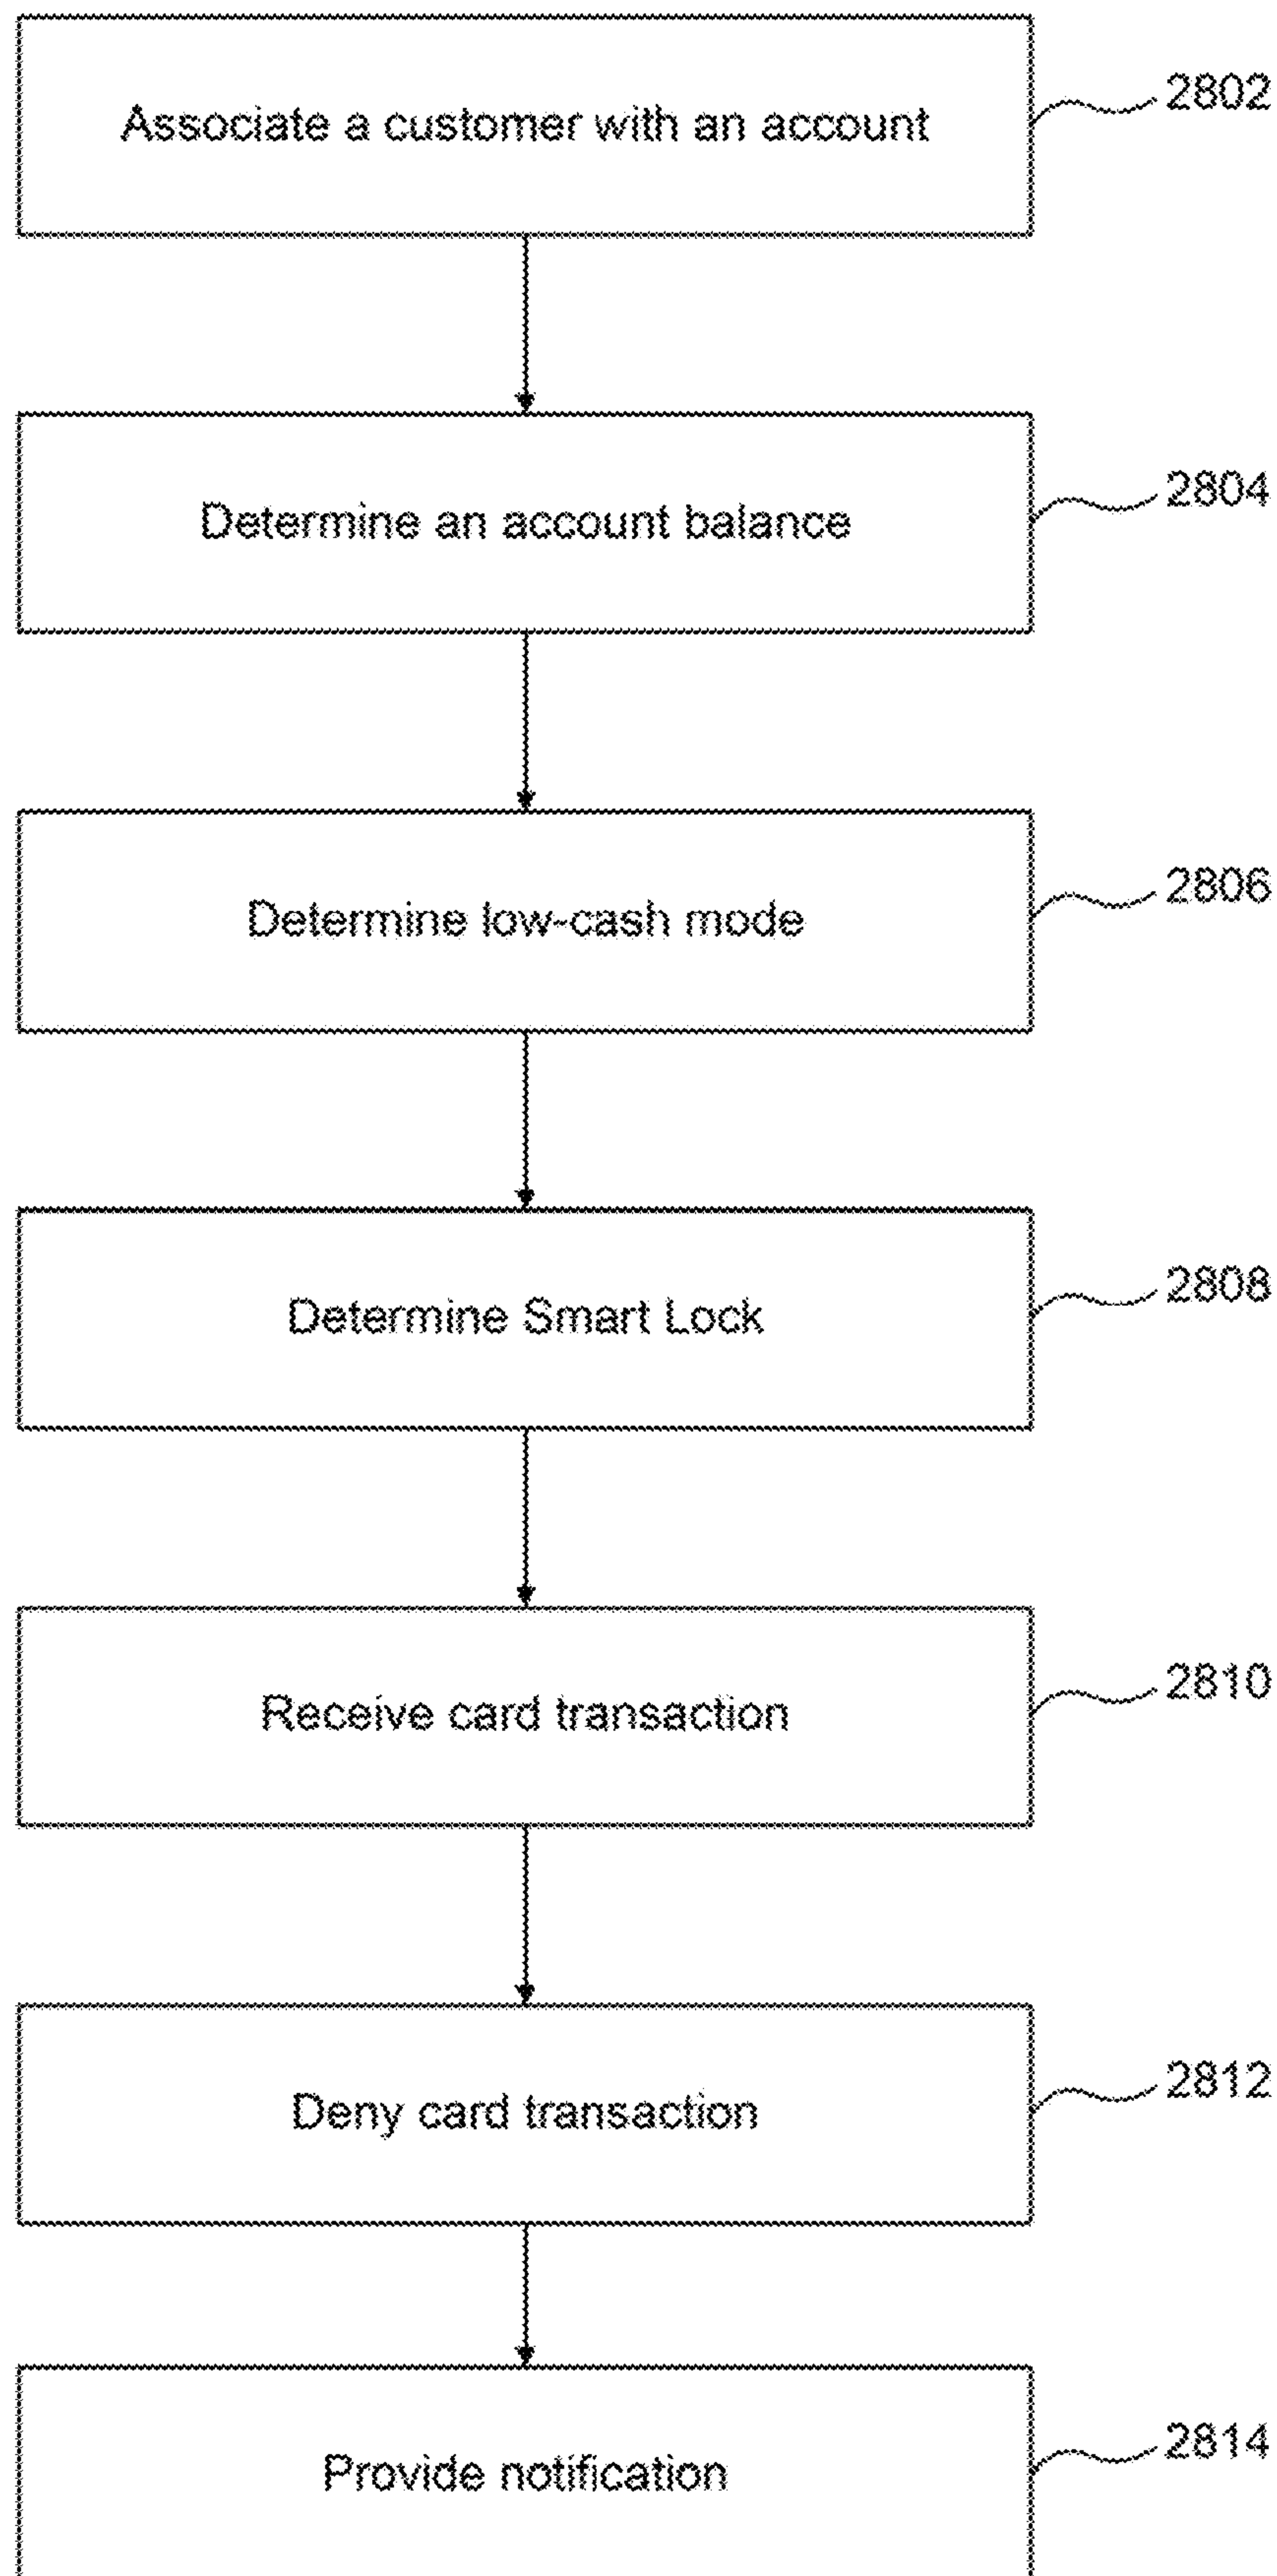 Associate a customer with an account
2802
Determine an account balance
2804
Determine low-cash mode
2806
Determine Smart Lock
2808
Receive card transaction
2810
Deny card transaction
2812
Provide notification
2814